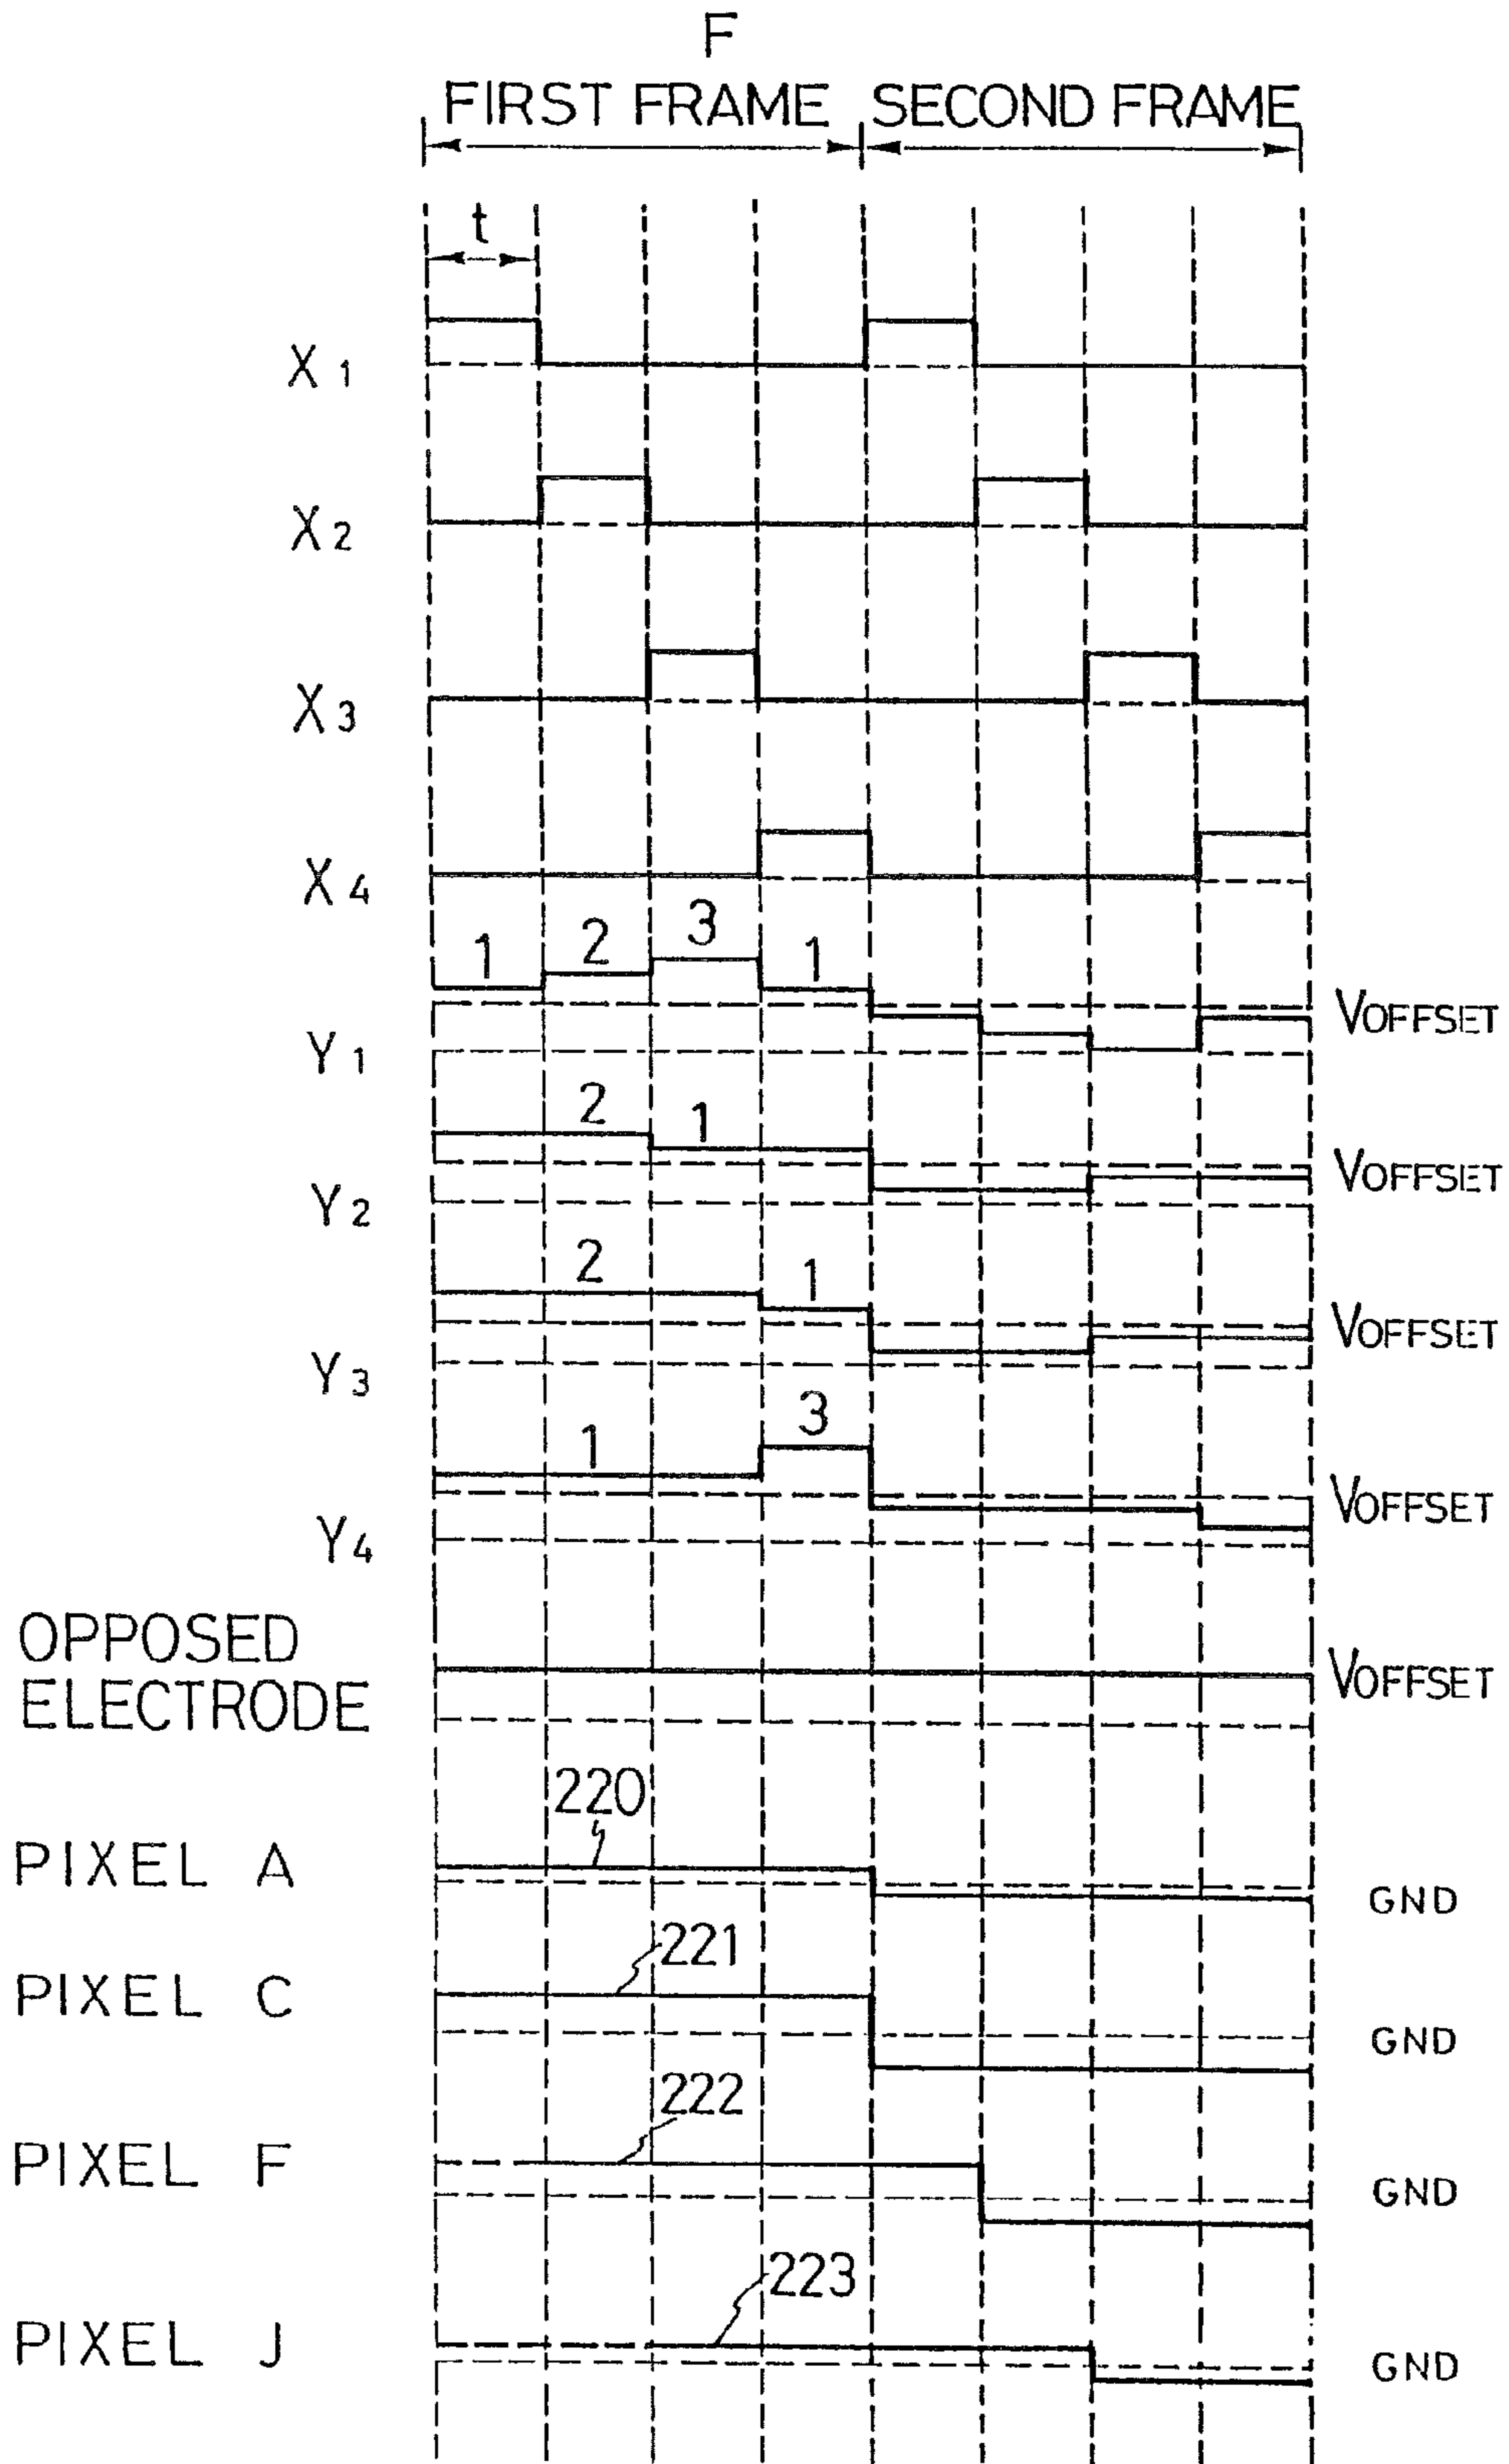 F
FIRST FRAME SECOND FRAME
t
X1
X2
X3
X4
1 2 3 1
VOFFSET
Y1
2 1
VOFFSET
Y2
2 1
VOFFSET
Y3
1 3
VOFFSET
Y4
OPPOSED
ELECTRODE
VOFFSET
220
PIXEL A GND
221
PIXEL C GND
222
PIXEL F GND
223
PIXEL J GND